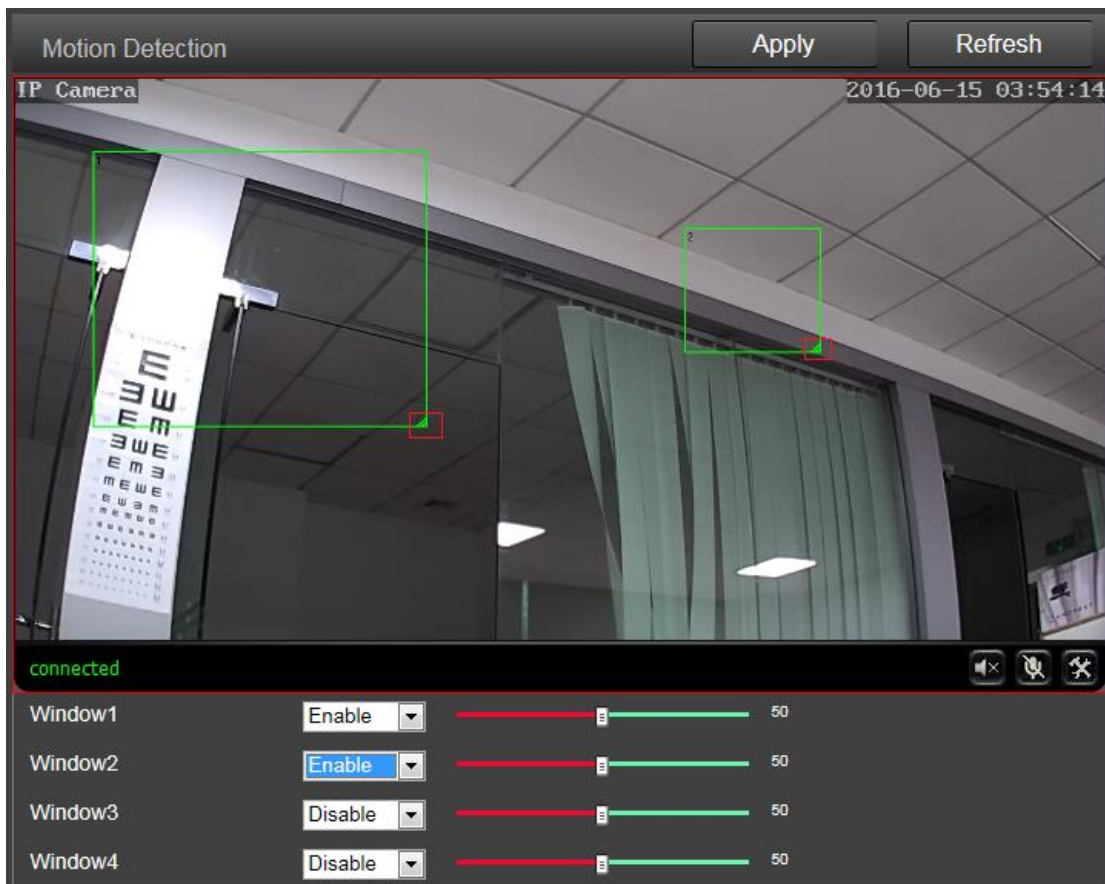 Motion Detection Apply Refresh
IP Camera 2016-06-15 03:54:14
1
2
E
connected
Window1 Enable 50
Window2 Enable 50
Window3 Disable 50
Window4 Disable 50